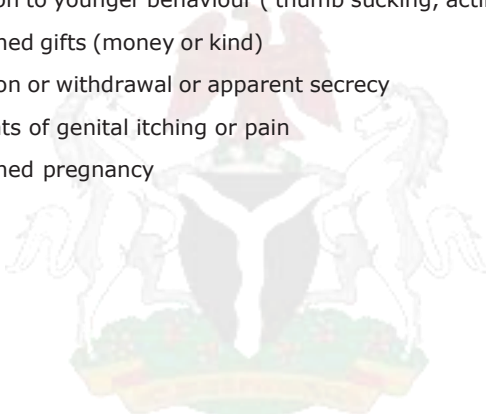 on to younger behaviour ( thumb sucking, acti
ned gifts (money or kind)
on or withdrawal or apparent secrecy
ts of genital itching or pain
ned pregnancy